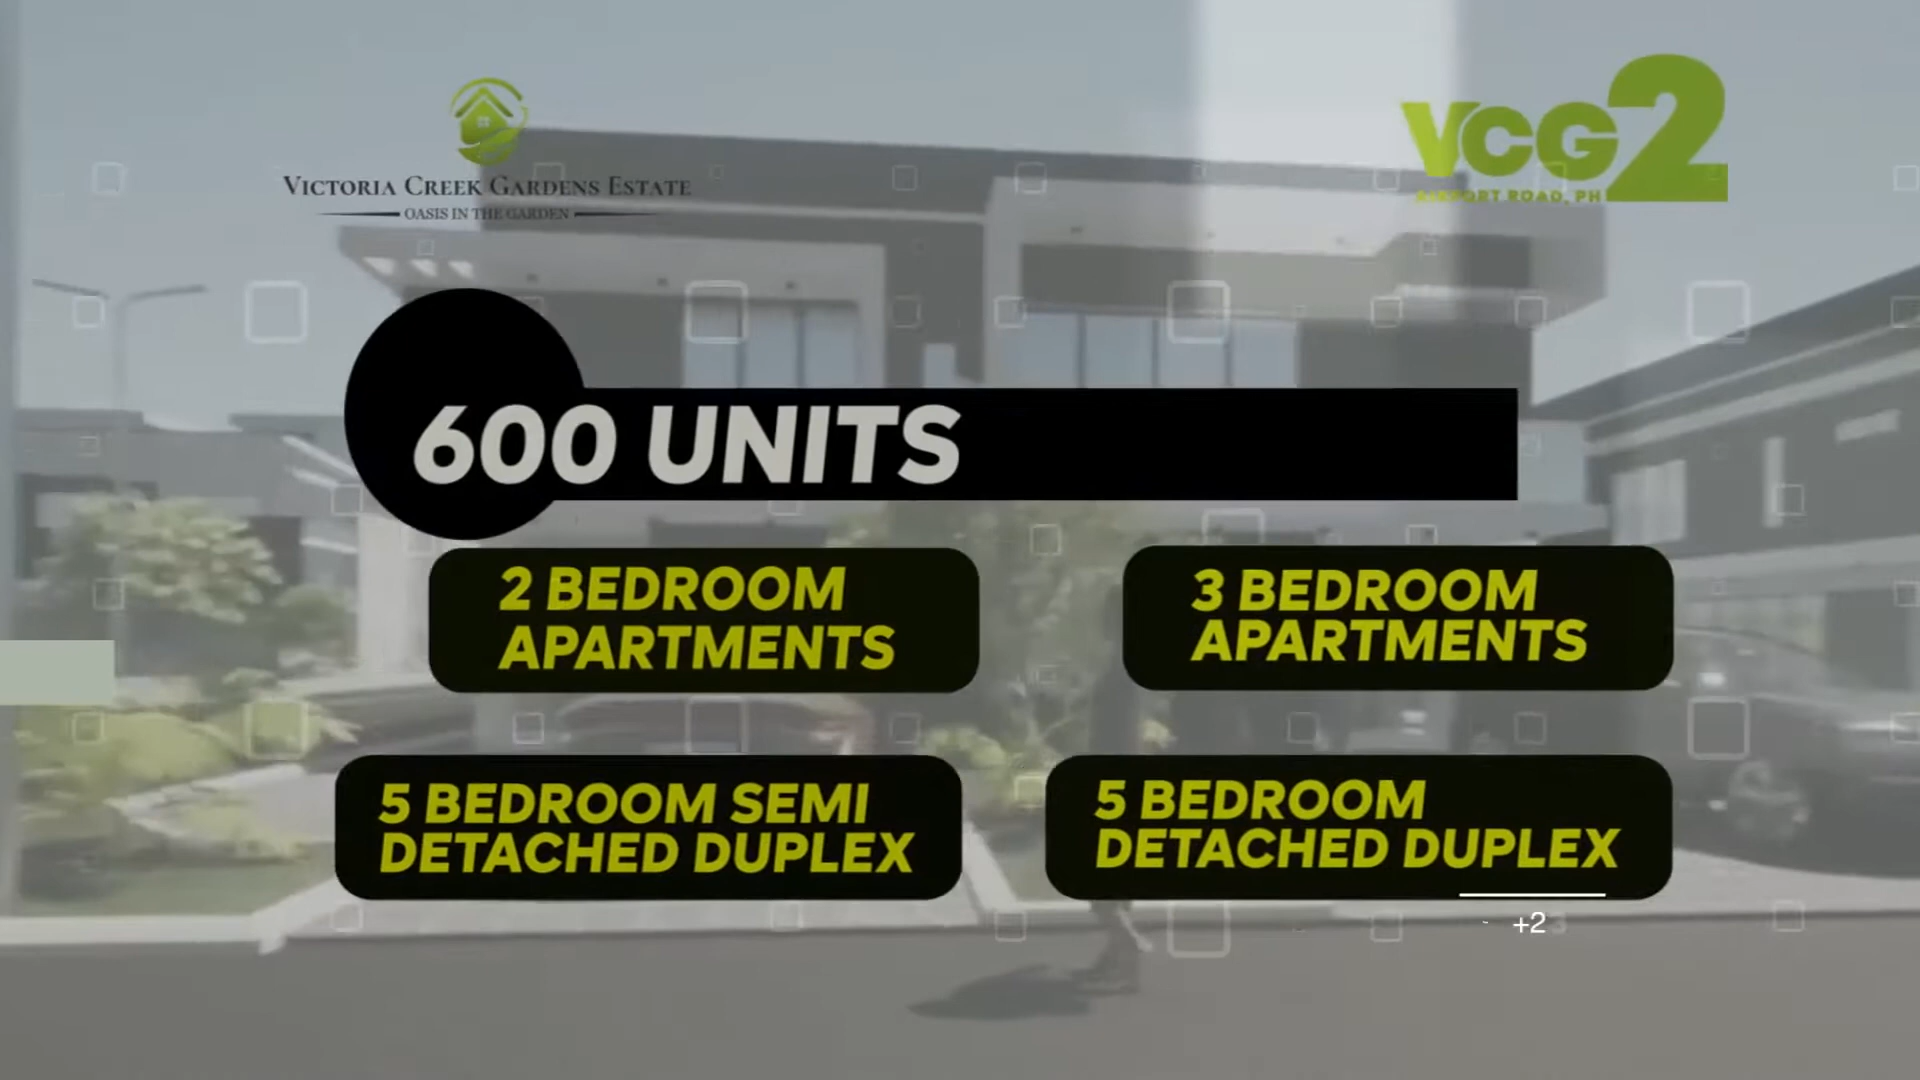 VICTORIA CREEK GARDENS ESTATE
OASIS IN THE GARDEN
VCG2
AIRPORT ROAD, PH
600 UNITS
2 BEDROOM
APARTMENTS
3 BEDROOM
APARTMENTS
5 BEDROOM SEMI
DETACHED DUPLEX
5 BEDROOM
DETACHED DUPLEX
+2